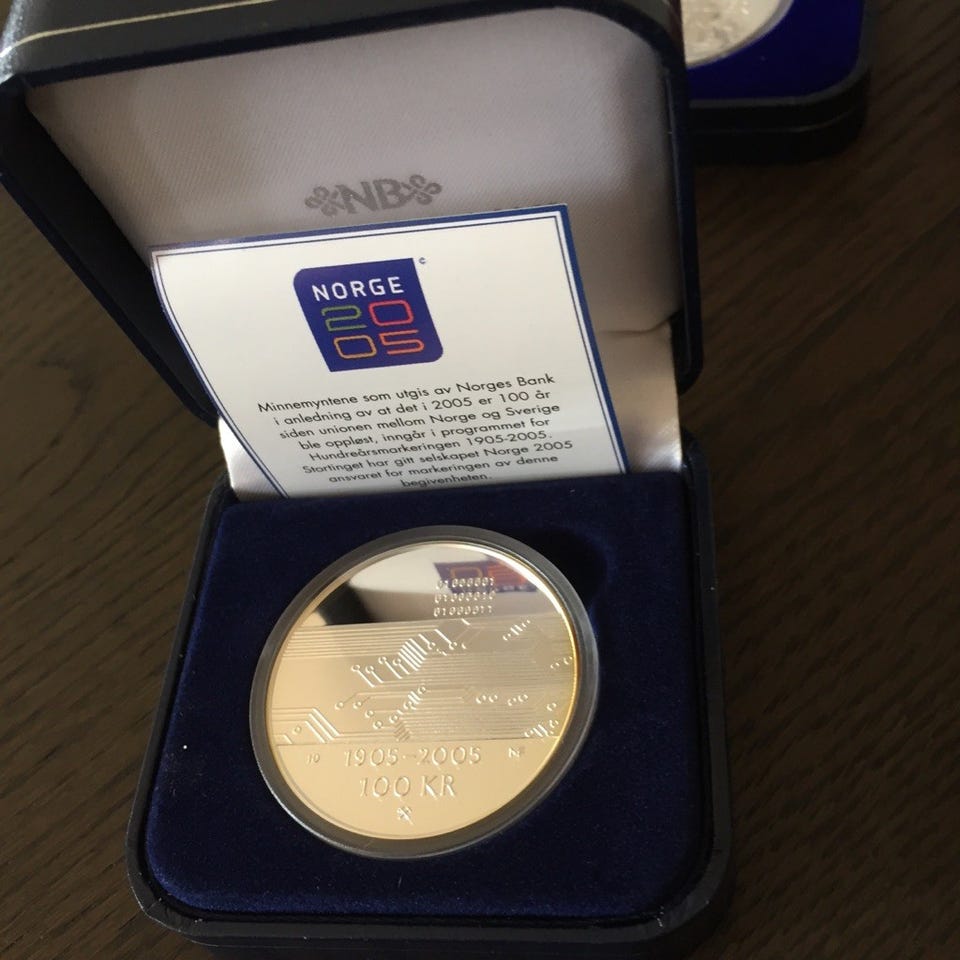 NB
NORGE
20
05
Minnemyntene som utgis av Norges Bank
i anledning av at det i 2005 er 100 år
siden unionen mellom Norge og Sverige
ble oppløst, inngår i programmet for
Hundreårsmarkeringen 1905-2005.
Stortinget har gitt selskapet Norge 2005
ansvaret for markeringen av denne
begivenheten.
01000001
01000010
01000011
1905-2005
100 KR